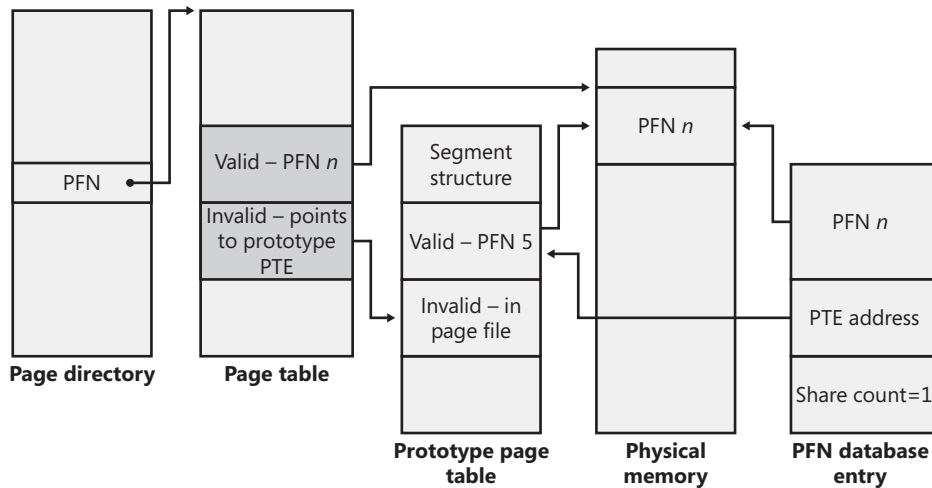 PFN
Page directory
Valid – PFN n
Invalid – points
to prototype
PTE
Page table
Segment
structure
Valid – PFN 5
Invalid – in
page file
Prototype page
table
PFN n
Physical
memory
PFN n
PTE address
Share count=1
PFN database
entry